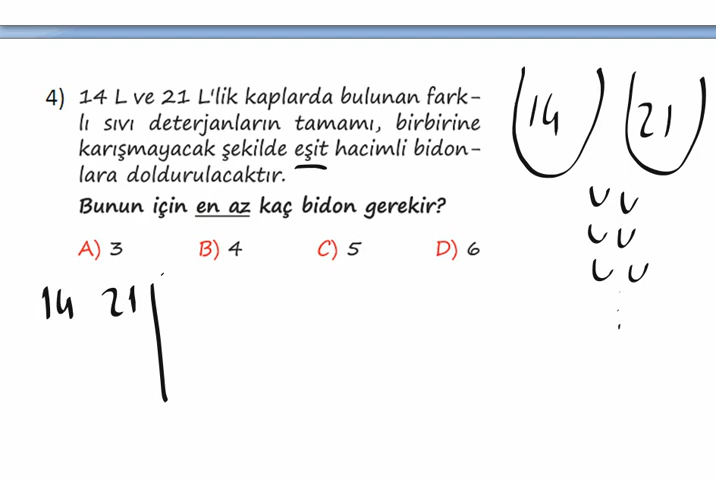 4) 14 L ve 21 L'lik kaplarda bulunan fark-
lı sıvı deterjanların tamamı, birbirine
karışmayacak şekilde eşit hacimli bidon-
lara doldurulacaktır.
Bunun için en az kaç bidon gerekir?
A) 3 B) 4 C) 5 D) 6
14 21
14 21